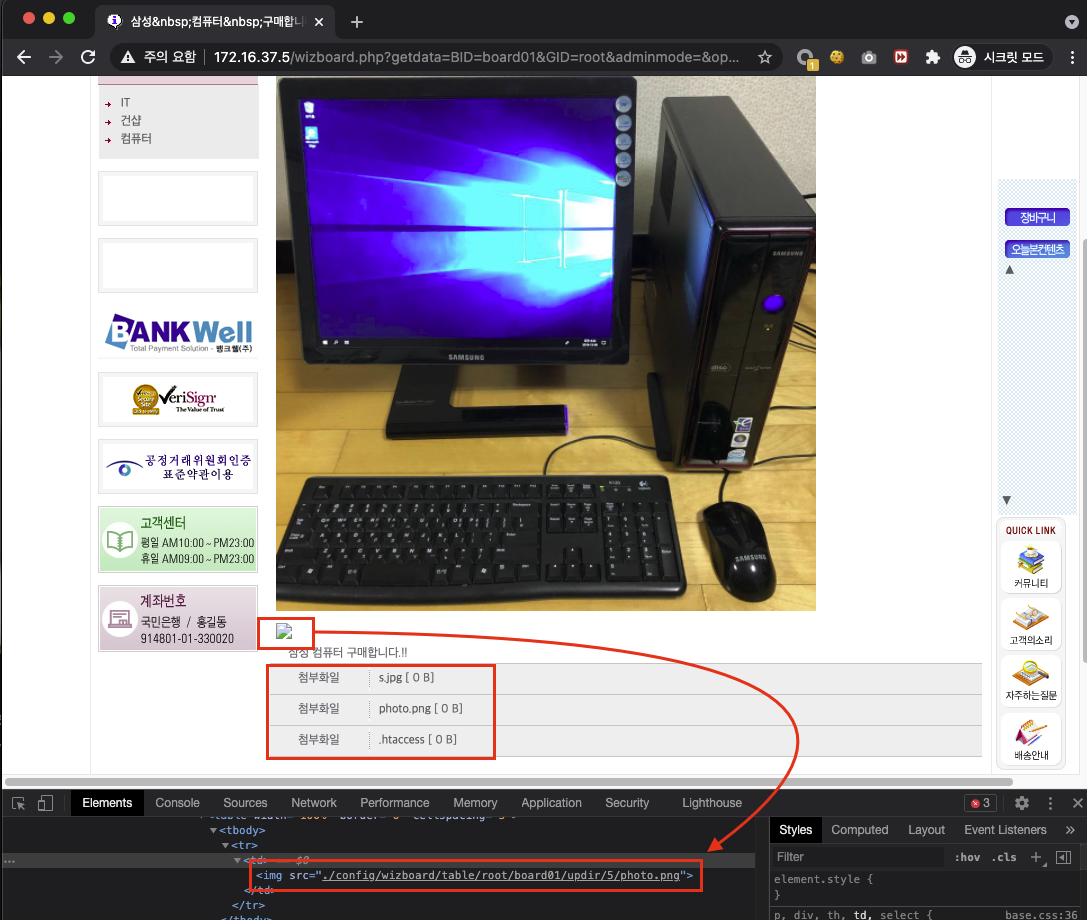 삼성&nbsp;컴퓨터&nbsp;구매합니
주의 요함
172.16.37.5/wizboard.php?getdata=BID=board01&GID=root&adminmode=&op...
1
시크릿 모드
IT
건샵
컴퓨터
BANKWell
Total Payment Solution - 뱅크웰(주)
VeriSign
The Value of Trust
공정거래위원회인증
표준약관이용
고객센터
평일 AM10:00 ~ PM23:00
휴일 AM09:00 ~ PM23:00
계좌번호
국민은행 / 홍길동
914801-01-330020
SAMSUNG
SAMSUNG
SAMSUNG
삼성 컴퓨터 구매합니다.!!
첨부화일 s.jpg [ 0 B]
첨부화일 photo.png [ 0 B]
첨부화일 .htaccess [ 0 B]
장바구니
오늘본컨텐츠
QUICK LINK
커뮤니티
고객의소리
자주하는질문
배송안내
Elements Console Sources Network Performance Memory Application Security Lighthouse 3
<tbody>
<tr>
<td> == $0
<img src="./config/wizboard/table/root/board01/updir/5/photo.png">
</td>
</tr>
</tbody>
Styles Computed Layout Event Listeners »
Filter :hov .cls +
element.style {
}
p, div, th, td, select { base.css:36